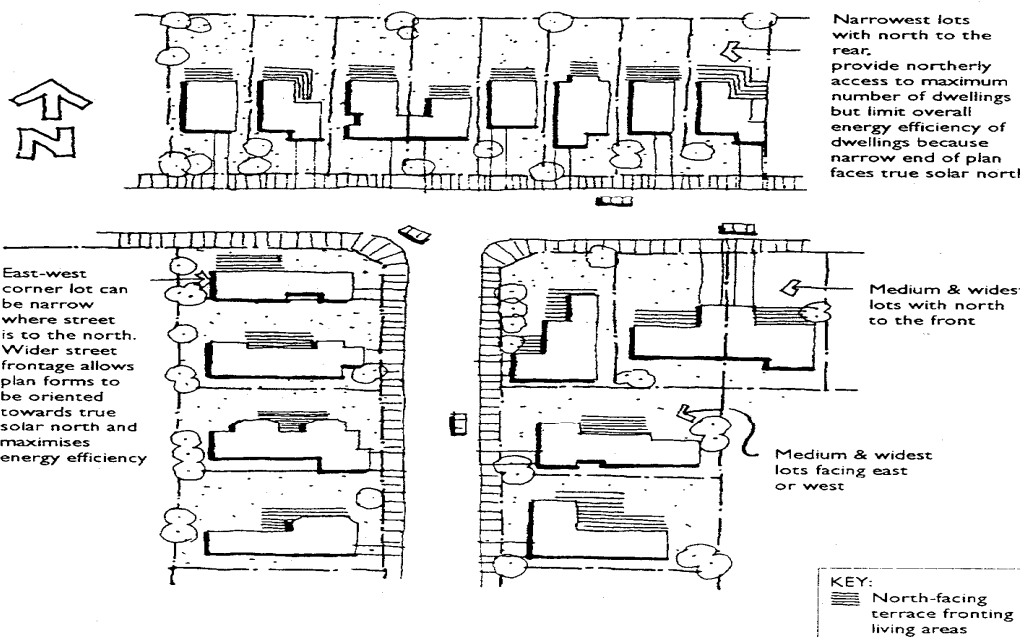 Narrowest lots
with north to the
rear.
provide northerly
access to maximum
number of dwellings
but limit overall
energy efficiency of
dwellings because
narrow end of plan
faces true solar north
N
East-west
corner lot can
be narrow
where street
is to the north.
Wider street
frontage allows
plan forms to
be oriented
towards true
solar north and
maximises
energy efficiency
Medium & widest
lots with north
to the front
Medium & widest
lots facing east
or west
KEY:
North-facing
terrace fronting
living areas